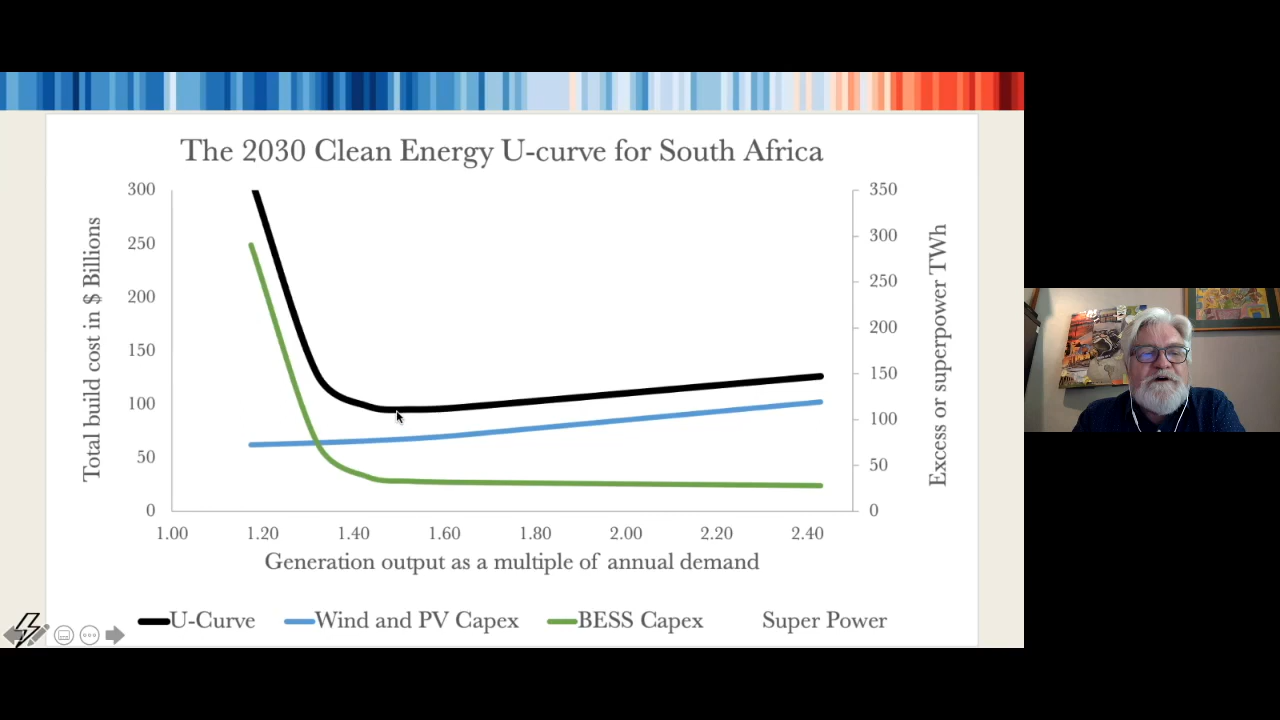 The 2030 Clean Energy U-curve for South Africa
Total build cost in $ Billions
300
250
200
150
100
50
0
350
300
250
200
150
100
50
0
Excess or superpower TWh
1.00 1.20 1.40 1.60 1.80 2.00 2.20 2.40
Generation output as a multiple of annual demand
U-Curve Wind and PV Capex BESS Capex Super Power